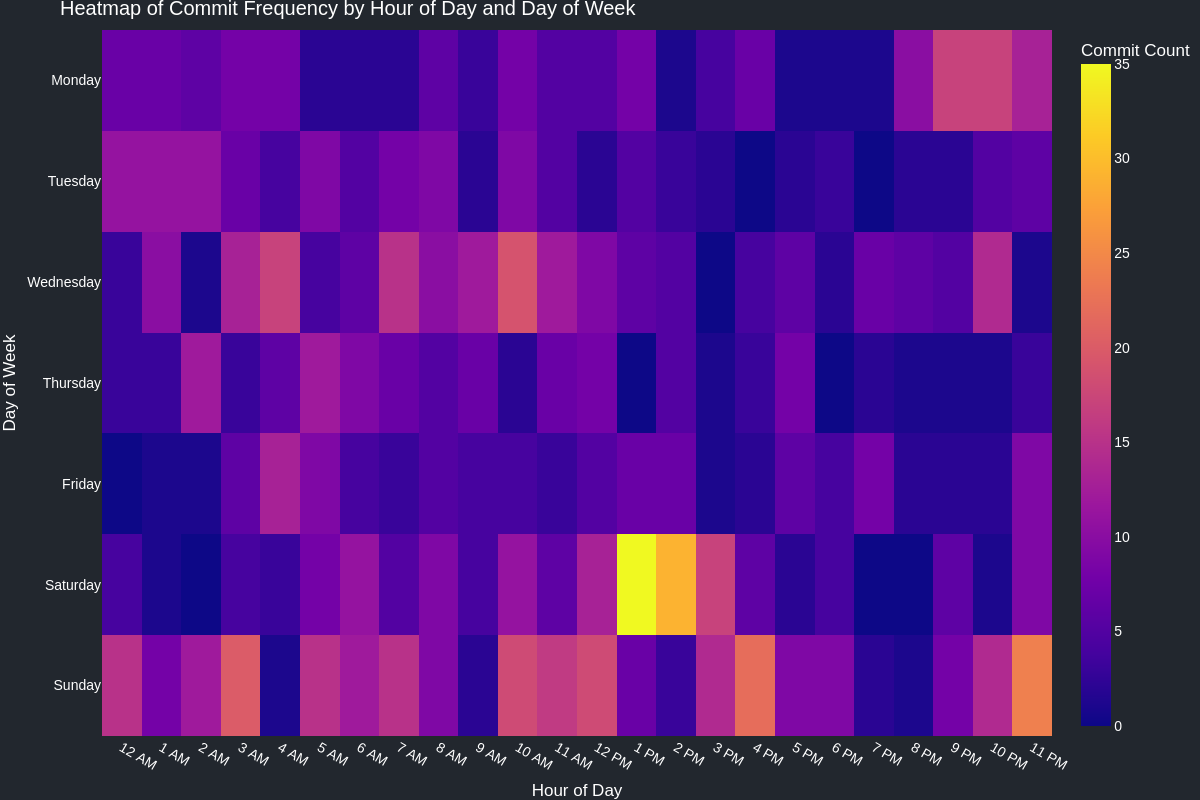 Heatmap of Commit Frequency by Hour of Day and Day of Week
Commit Count
35
30
25
20
15
10
5
0
Day of Week
Monday
Tuesday
Wednesday
Thursday
Friday
Saturday
Sunday
12 AM
1 AM
2 AM
3 AM
4 AM
5 AM
6 AM
7 AM
8 AM
9 AM
10 AM
11 AM
12 PM
1 PM
2 PM
3 PM
4 PM
5 PM
6 PM
7 PM
8 PM
9 PM
10 PM
11 PM
Hour of Day